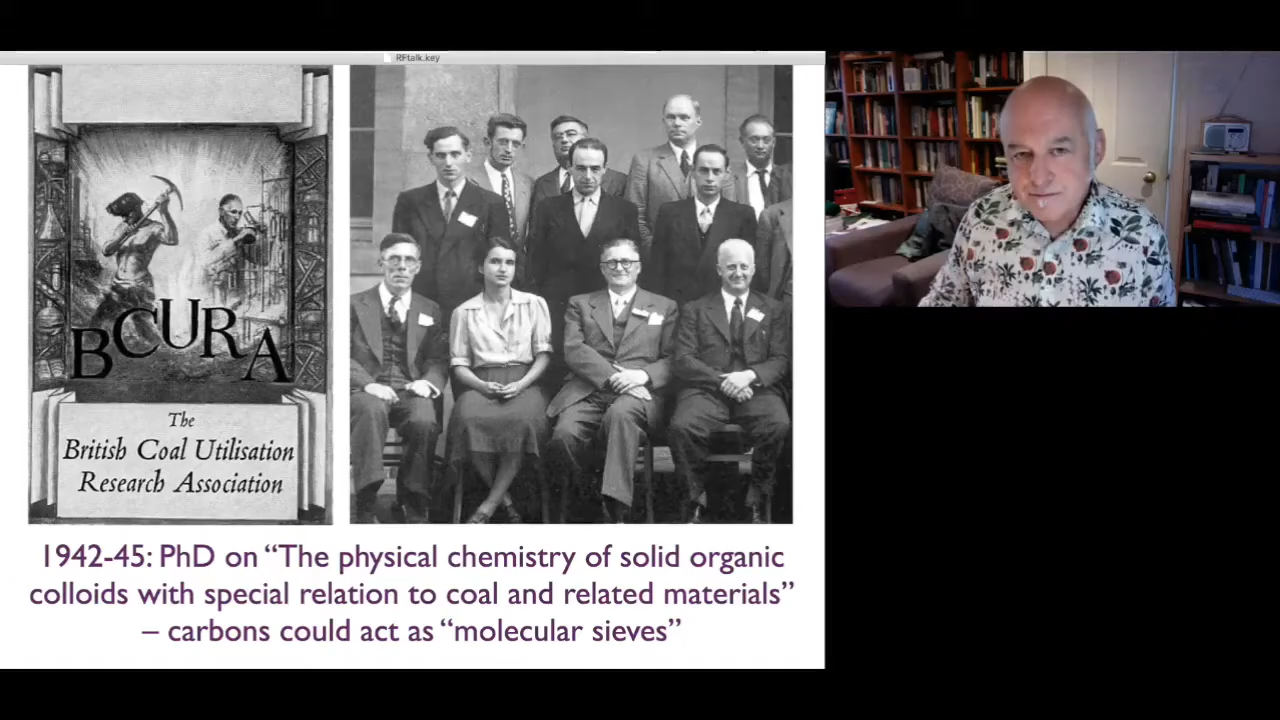 RFtalk.key
BCURA
The
British Coal Utilisation
Research Association
1942-45: PhD on “The physical chemistry of solid organic
colloids with special relation to coal and related materials”
– carbons could act as “molecular sieves”